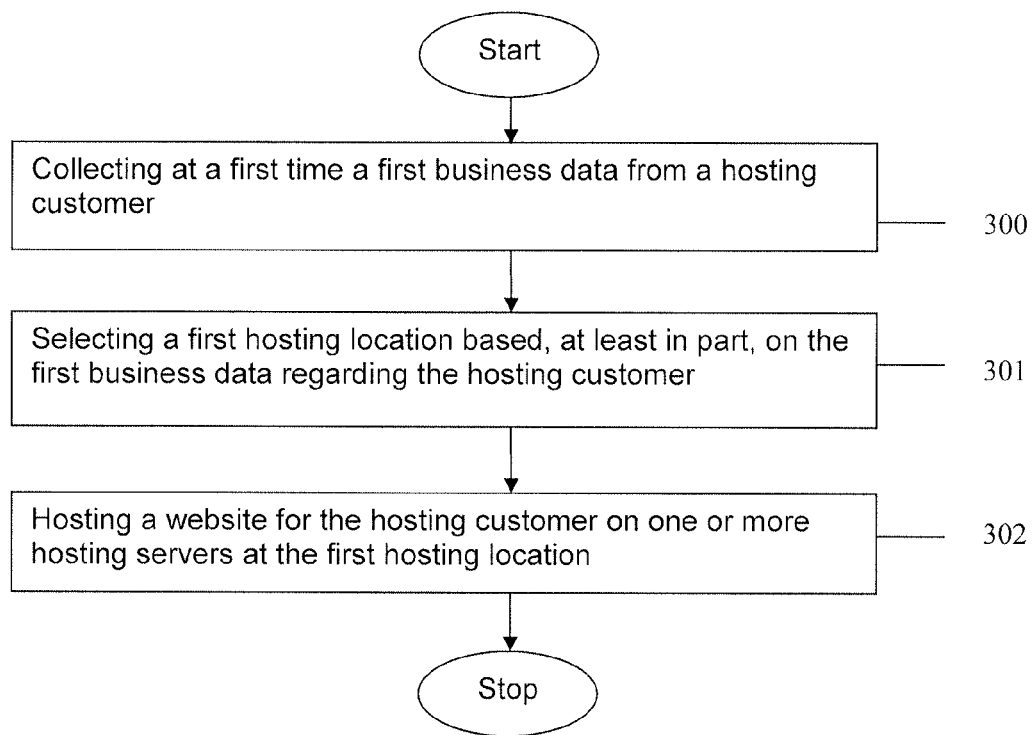 Start
Collecting at a first time a first business data from a hosting
customer
300
Selecting a first hosting location based, at least in part, on the
first business data regarding the hosting customer
301
Hosting a website for the hosting customer on one or more
hosting servers at the first hosting location
302
Stop